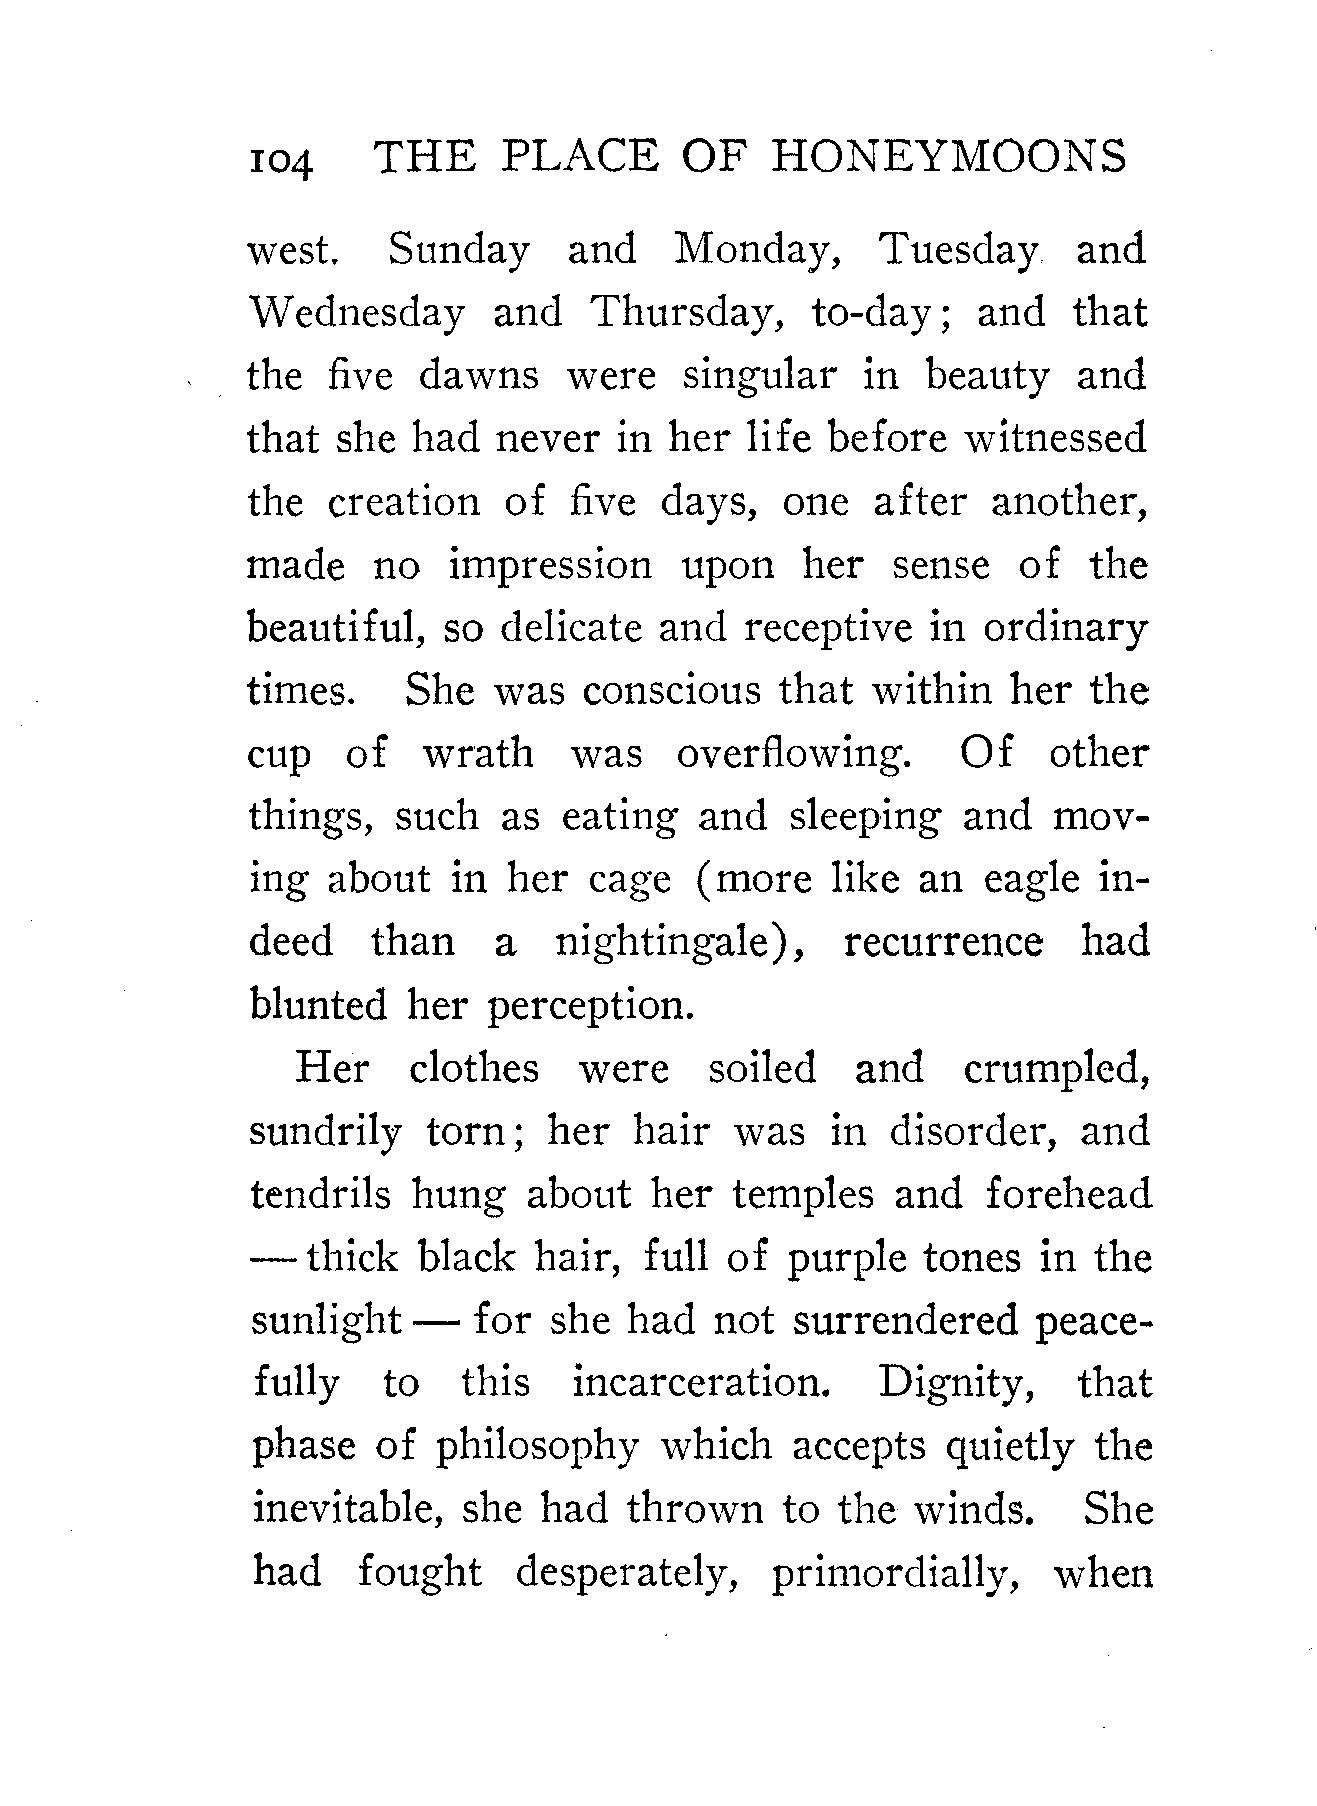 104 THE PLACE OF HONEYMOONS
west. Sunday and Monday, Tuesday and
Wednesday and Thursday, to-day; and that
the five dawns were singular in beauty and
that she had never in her life before witnessed
the creation of five days, one after another,
made no impression upon her sense of the
beautiful, so delicate and receptive in ordinary
times. She was conscious that within her the
cup of wrath was overflowing. Of other
things, such as eating and sleeping and mov-
ing about in her cage (more like an eagle in-
deed than a nightingale), recurrence had
blunted her perception.
Her clothes were soiled and crumpled,
sundrily torn; her hair was in disorder, and
tendrils hung about her temples and forehead
— thick black hair, full of purple tones in the
sunlight — for she had not surrendered peace-
fully to this incarceration. Dignity, that
phase of philosophy which accepts quietly the
inevitable, she had thrown to the winds. She
had fought desperately, primordially, when